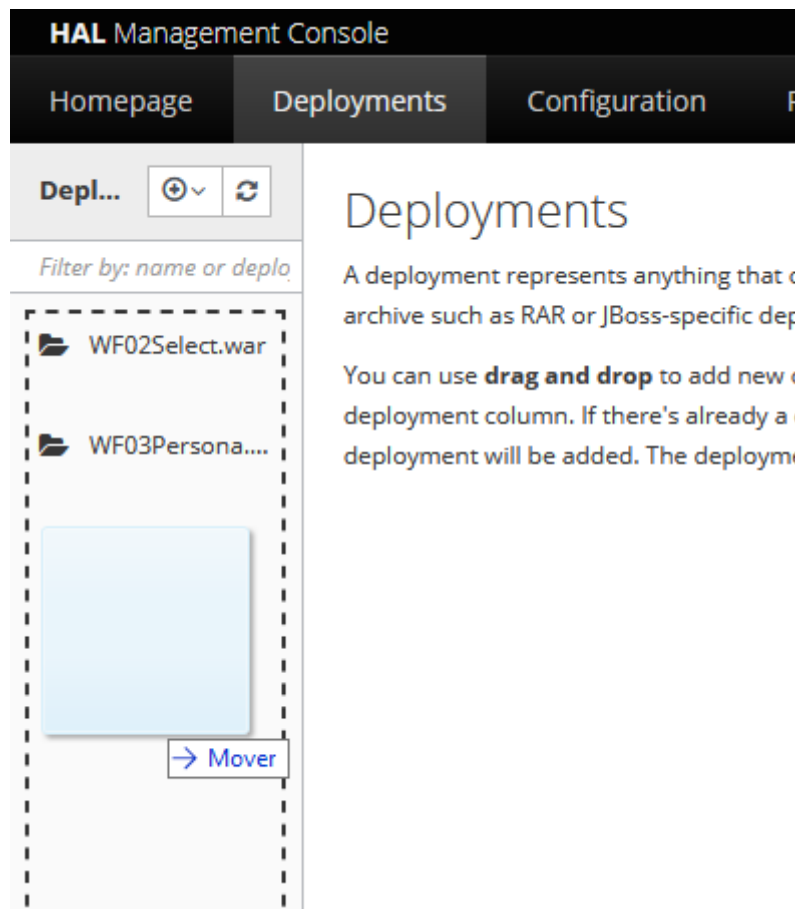 HAL Management Console
Homepage Deployments Configuration
Depl...
Filter by: name or deplo
WF02Select.war
WF03Persona....
Mover
Deployments
A deployment represents anything that
archive such as RAR or JBoss-specific
You can use drag and drop to add new
deployment column. If there's already a
deployment will be added. The